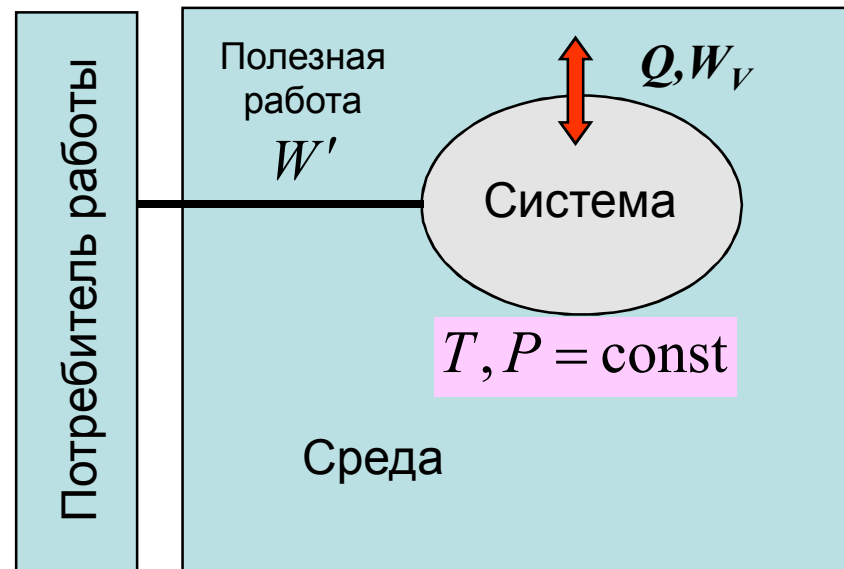 Потребитель работы
Полезная
работа
W′
Q,W_V
Система
T, P = const
Среда